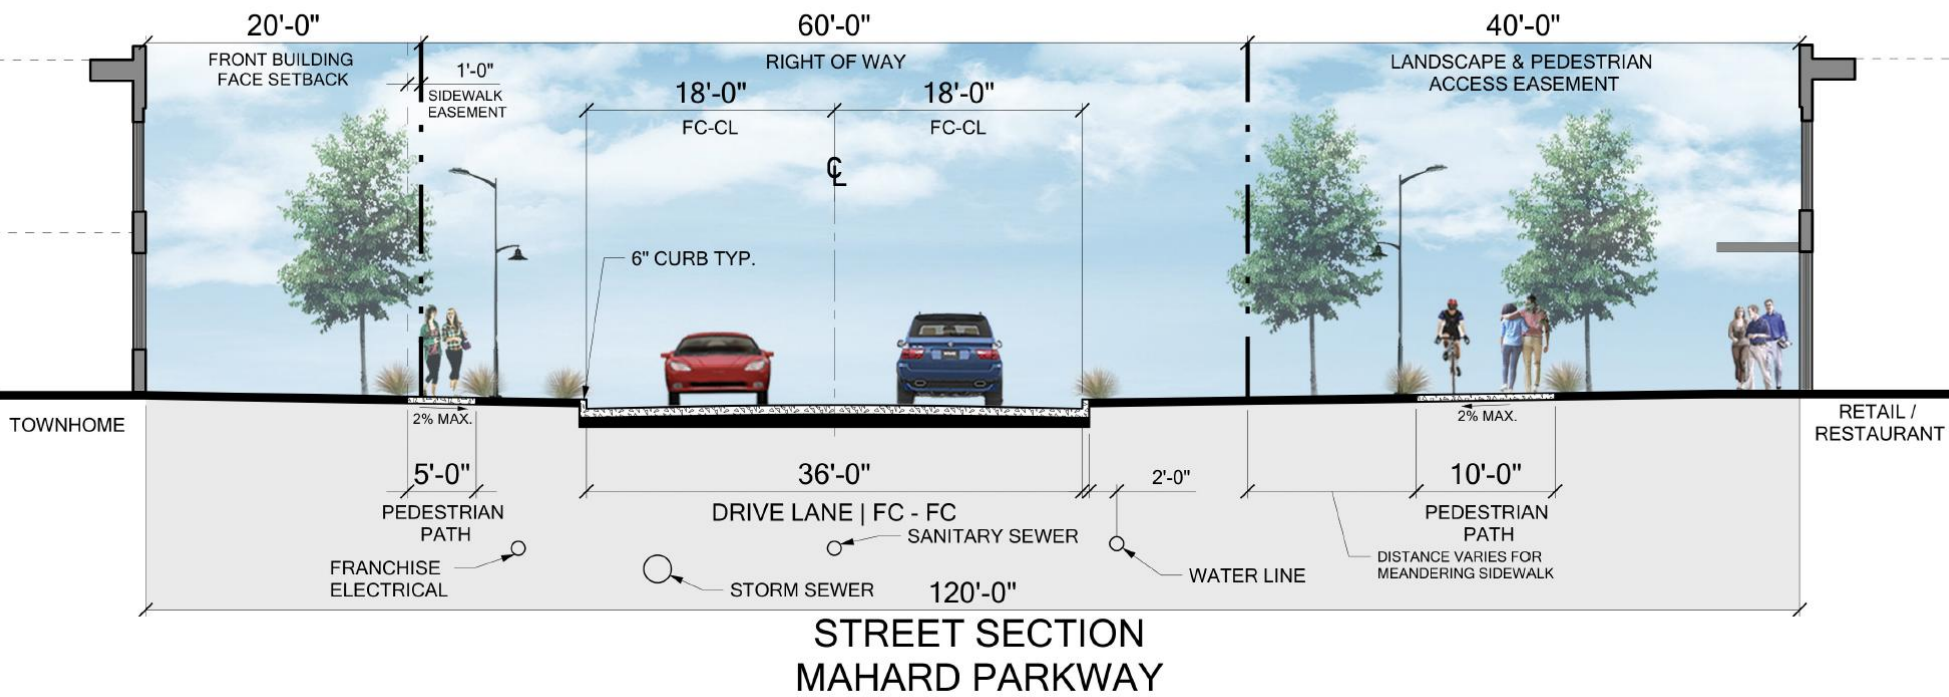 20'-0"
60'-0"
40'-0"
FRONT BUILDING
FACE SETBACK
1'-0"
SIDEWALK
EASEMENT
RIGHT OF WAY
LANDSCAPE & PEDESTRIAN
ACCESS EASEMENT
18'-0"
18'-0"
FC-CL
FC-CL
CL
6" CURB TYP.
TOWNHOME
2% MAX.
2% MAX.
RETAIL /
RESTAURANT
5'-0"
36'-0"
2'-0"
10'-0"
PEDESTRIAN
PATH
DRIVE LANE | FC - FC
PEDESTRIAN
PATH
SANITARY SEWER
DISTANCE VARIES FOR
MEANDERING SIDEWALK
FRANCHISE
ELECTRICAL
STORM SEWER
WATER LINE
120'-0"
STREET SECTION
MAHARD PARKWAY